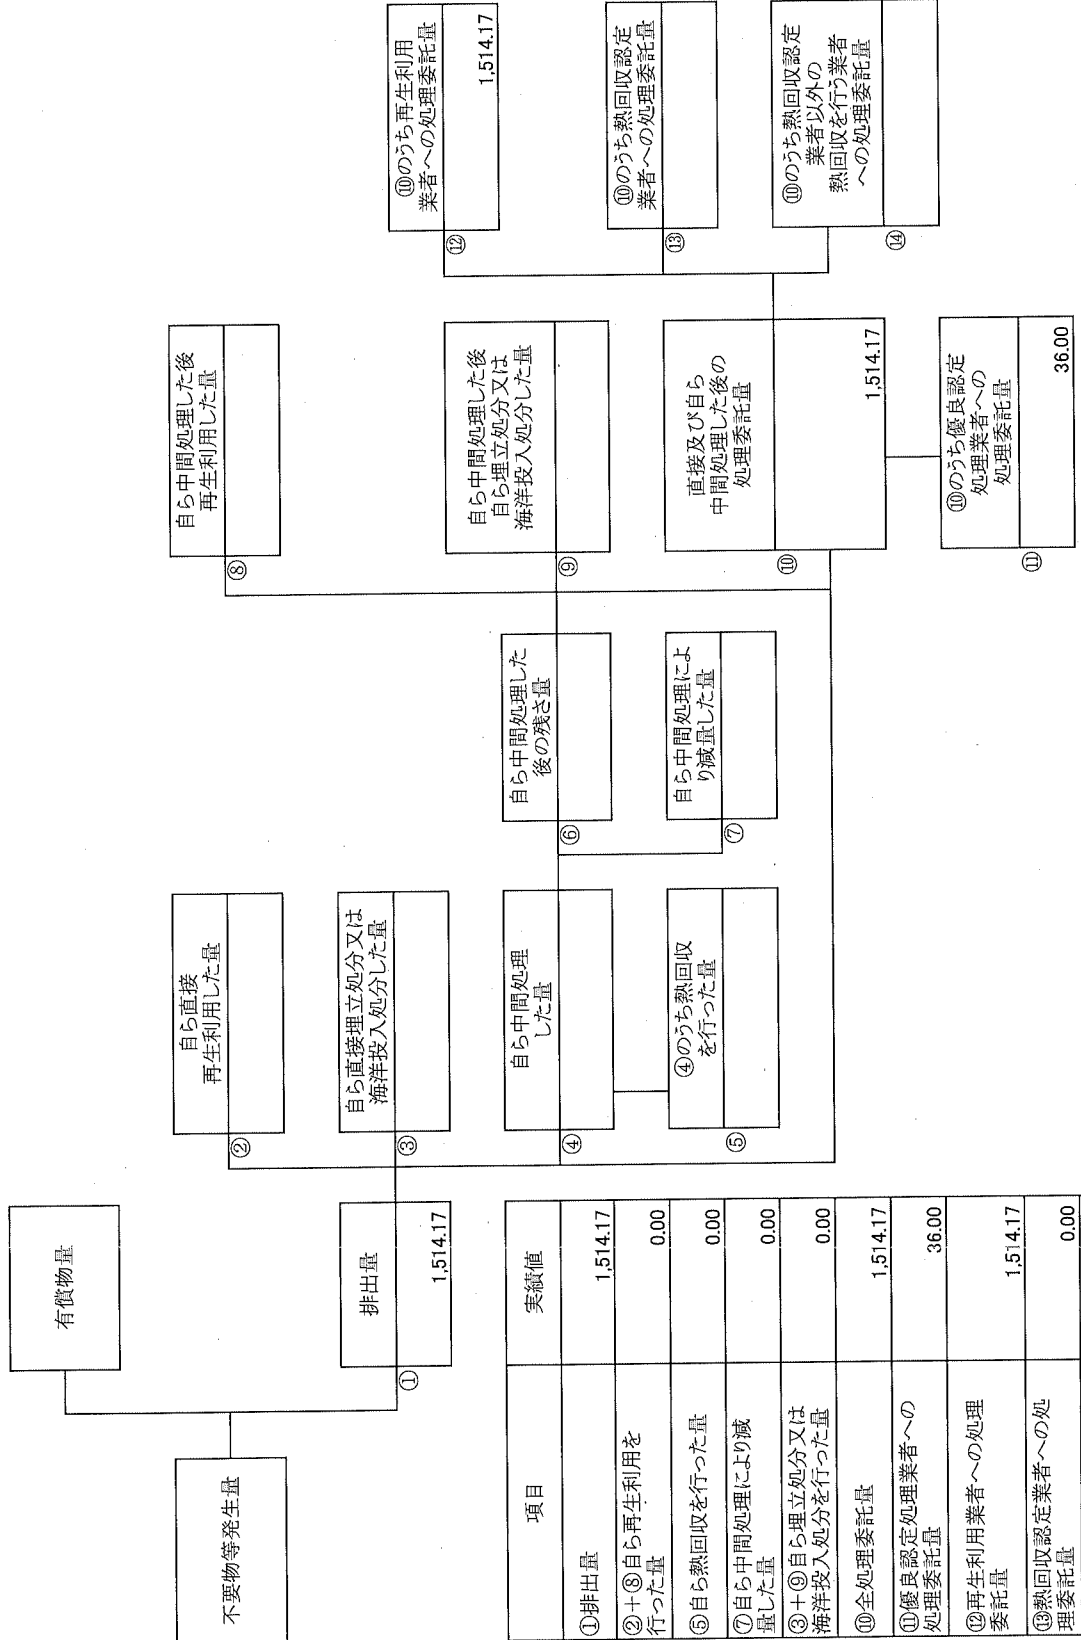 不要物等発生量
有償物量
排出量
①
1,514.17
自ら直接
再生利用した量
②
自ら直接埋立処分又は
海洋投入処分した量
③
自ら中間処理
した量
④
④のうち熱回収
を行った量
⑤
自ら中間処理した
後の残さ量
⑥
自ら中間処理によ
り減量した量
⑦
自ら中間処理した後
再生利用した量
⑧
自ら中間処理した後
自ら埋立処分又は
海洋投入処分した量
⑨
直接及び自ら
中間処理した後の
処理委託量
⑩
1,514.17
⑩のうち優良認定
処理業者への
処理委託量
⑪
36.00
⑩のうち再生利用
業者への処理委託量
⑫
1,514.17
⑩のうち熱回収認定
業者への処理委託量
⑬
⑩のうち熱回収認定
業者以外の
熱回収を行う業者
への処理委託量
⑭
項目 実績値
①排出量 1,514.17
②+⑧自ら再生利用を
行った量 0.00
⑤自ら熱回収を行った量 0.00
⑦自ら中間処理により減
量した量 0.00
③+⑨自ら埋立処分又は
海洋投入処分を行った量 0.00
⑩全処理委託量 1,514.17
⑪優良認定処理業者への
処理委託量 36.00
⑫再生利用業者への処理
委託量 1,514.17
⑬熱回収認定業者への処
理委託量 0.00